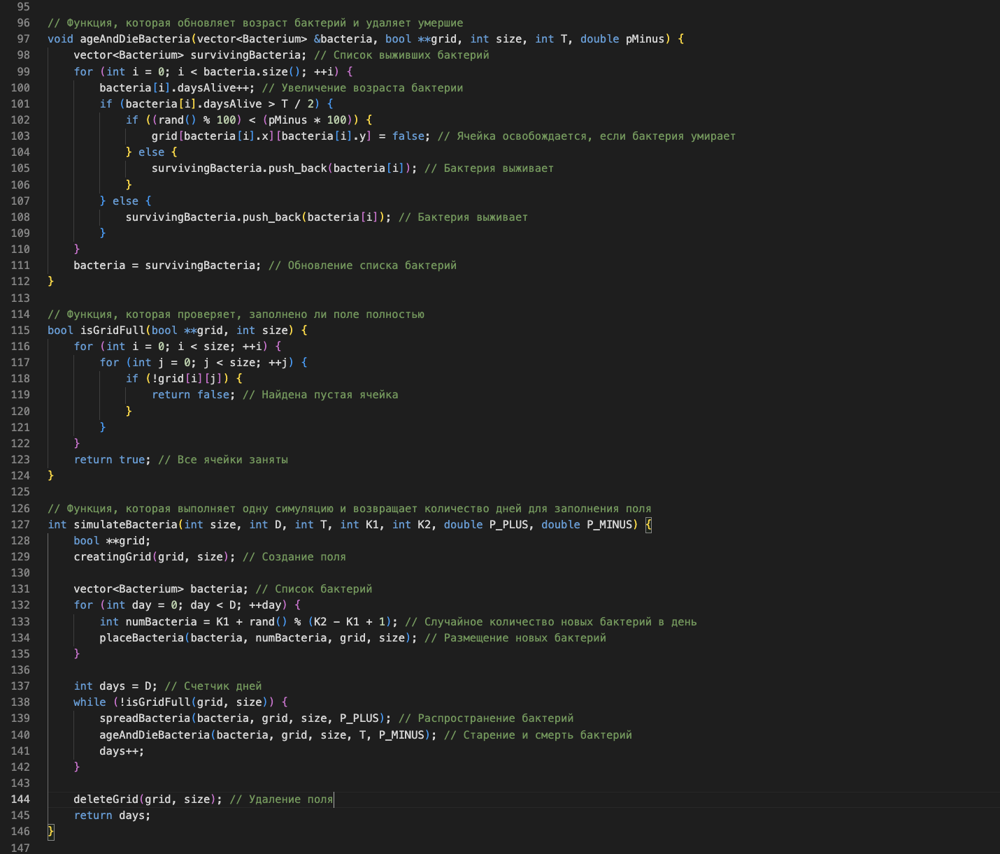 95
96 // Функция, которая обновляет возраст бактерий и удаляет умершие
97 void ageAndDieBacteria(vector<Bacterium> &bacteria, bool **grid, int size, int T, double pMinus) {
98 vector<Bacterium> survivingBacteria; // Список выживших бактерий
99 for (int i = 0; i < bacteria.size(); ++i) {
100 bacteria[i].daysAlive++; // Увеличение возраста бактерии
101 if (bacteria[i].daysAlive > T / 2) {
102 if ((rand() % 100) < (pMinus * 100)) {
103 grid[bacteria[i].x][bacteria[i].y] = false; // Ячейка освобождается, если бактерия умирает
104 } else {
105 survivingBacteria.push_back(bacteria[i]); // Бактерия выживает
106 }
107 } else {
108 survivingBacteria.push_back(bacteria[i]); // Бактерия выживает
109 }
110 }
111 bacteria = survivingBacteria; // Обновление списка бактерий
112 }
113
114 // Функция, которая проверяет, заполнено ли поле полностью
115 bool isGridFull(bool **grid, int size) {
116 for (int i = 0; i < size; ++i) {
117 for (int j = 0; j < size; ++j) {
118 if (!grid[i][j]) {
119 return false; // Найдена пустая ячейка
120 }
121 }
122 }
123 return true; // Все ячейки заняты
124 }
125
126 // Функция, которая выполняет одну симуляцию и возвращает количество дней для заполнения поля
127 int simulateBacteria(int size, int D, int T, int K1, int K2, double P_PLUS, double P_MINUS) {
128 bool **grid;
129 creatingGrid(grid, size); // Создание поля
130
131 vector<Bacterium> bacteria; // Список бактерий
132 for (int day = 0; day < D; ++day) {
133 int numBacteria = K1 + rand() % (K2 - K1 + 1); // Случайное количество новых бактерий в день
134 placeBacteria(bacteria, numBacteria, grid, size); // Размещение новых бактерий
135 }
136
137 int days = D; // Счетчик дней
138 while (!isGridFull(grid, size)) {
139 spreadBacteria(bacteria, grid, size, P_PLUS); // Распространение бактерий
140 ageAndDieBacteria(bacteria, grid, size, T, P_MINUS); // Старение и смерть бактерий
141 days++;
142 }
143
144 deleteGrid(grid, size); // Удаление поля
145 return days;
146 }
147